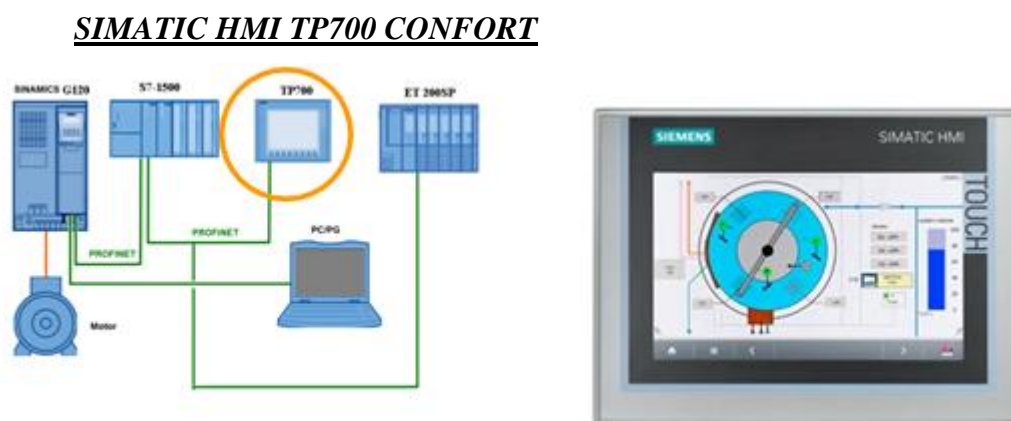 SIMATIC HMI TP700 CONFORT
SINAMICS G120
S7-1500
TP700
ET 200SP
PROFINET
PROFINET
PC/PG
Motor
SIEMENS
SIMATIC HMI
TOUCH